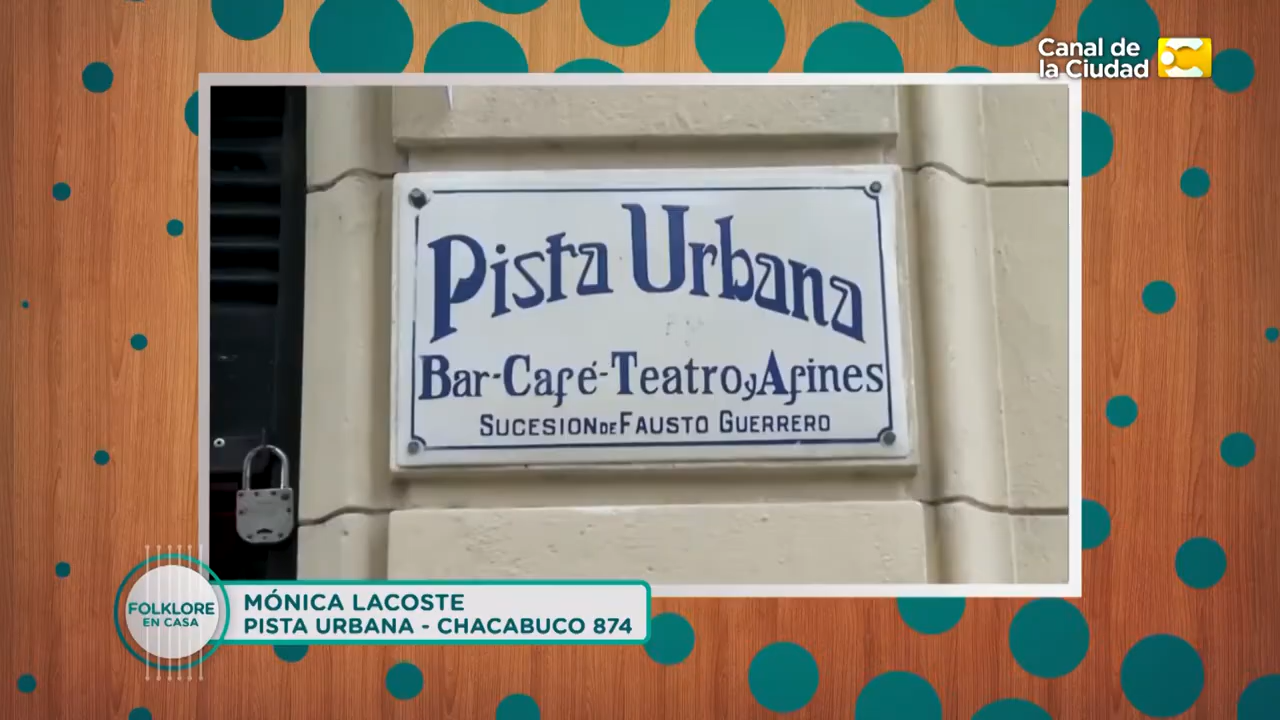 Canal de
la Ciudad
Pista Urbana
Bar-Café-Teatro y Afines
SUCESION DE FAUSTO GUERRERO
FOLKLORE
EN CASA
MÓNICA LACOSTE
PISTA URBANA - CHACABUCO 874